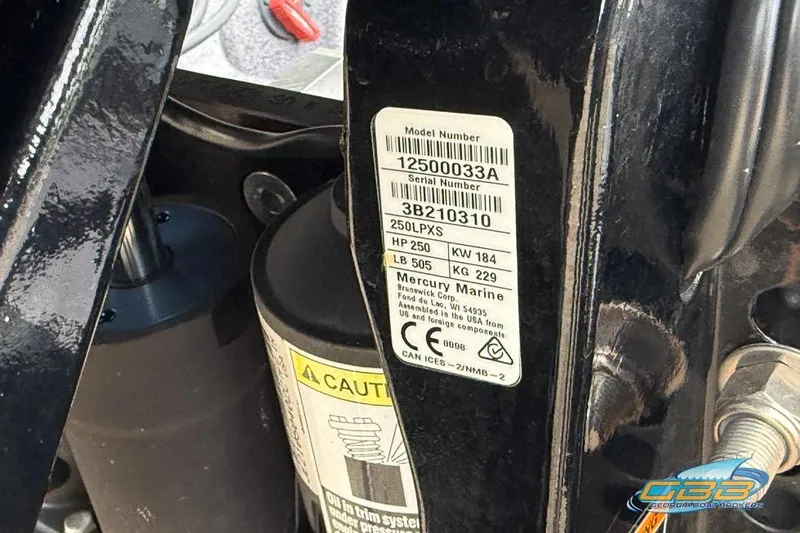 Model Number
12500033A
Serial Number
3B210310
250LPXS
HP 250 KW 184
LB 505 KG 229
Mercury Marine
Brunswick Corp.
Fond du Lac, WI 54935
Assembled in the USA from
US and foreign components
CE 0098
CAN ICES-2/NMB-2
CAUTI
Oil in trim syste
under pressure
GBB
GEORGIA BOAT BROKERS